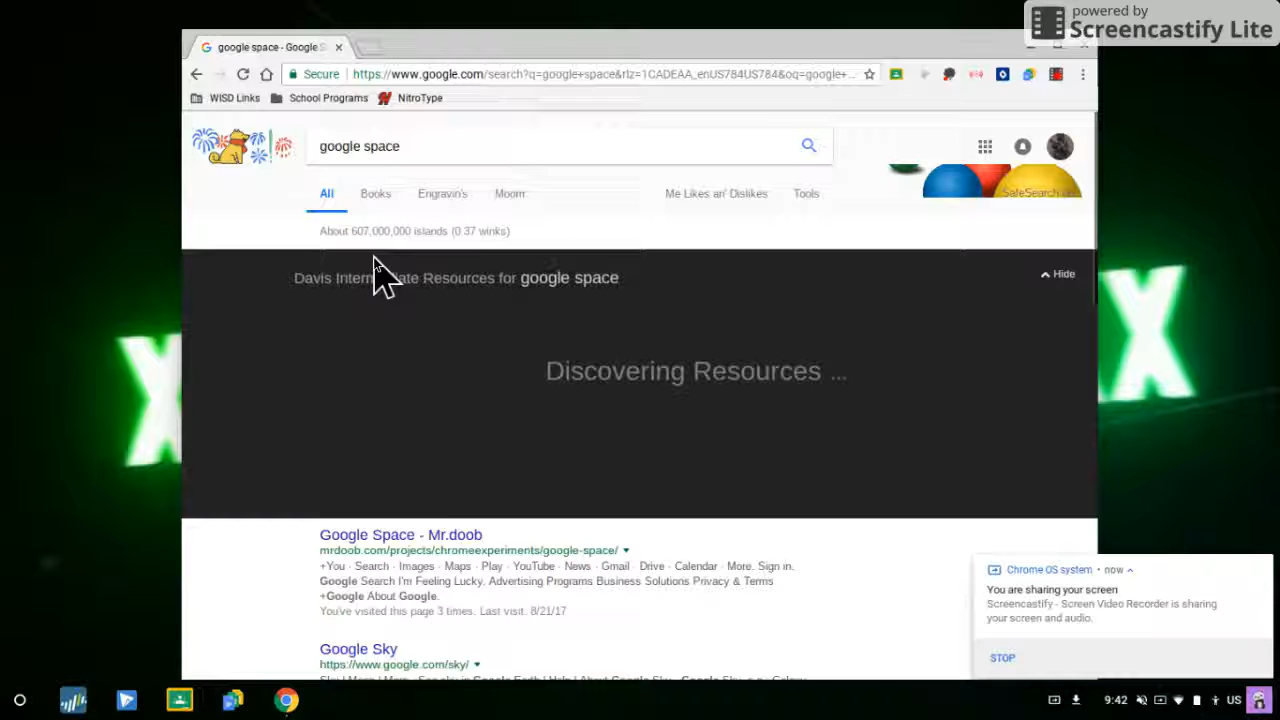 powered by
Screencastify Lite
google space - Google S
Secure
https://www.google.com/search?q=google+space&rlz=1CADEAA_enUS784US784&oq=google+...
WISD Links
School Programs
NitroType
google space
All
Books
Engravin's
Moom
Me Likes an' Dislikes
Tools
SafeSearch
About 607,000,000 islands (0.37 winks)
Davis Resources for google space
Hide
Discovering Resources ...
Google Space - Mr.doob
mrdoob.com/projects/chromeexperiments/google-space/
+You · Search · Images · Maps · Play · YouTube · News · Gmail · Drive · Calendar · More. Sign in.
Google Search I'm Feeling Lucky. Advertising Programs Business Solutions Privacy & Terms
+Google About Google.
You've visited this page 3 times. Last visit: 8/21/17
Google Sky
https://www.google.com/sky/
Chrome OS system · now
You are sharing your screen
Screencastify - Screen Video Recorder is sharing
your screen and audio.
STOP
9:42
US
X
X